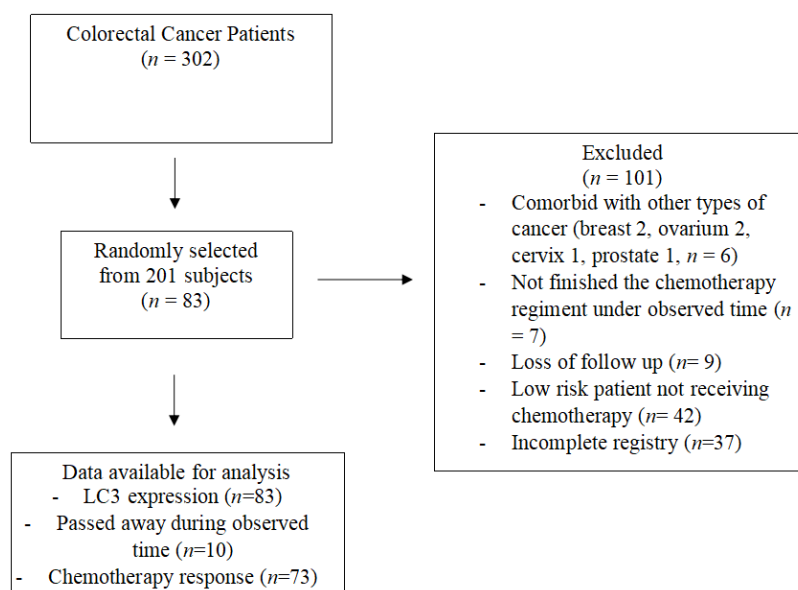 Colorectal Cancer Patients
(n = 302)
Randomly selected
from 201 subjects
(n = 83)
Excluded
(n = 101)
- Comorbid with other types of
cancer (breast 2, ovarium 2,
cervix 1, prostate 1, n = 6)
- Not finished the chemotherapy
regiment under observed time (n
= 7)
- Loss of follow up (n= 9)
- Low risk patient not receiving
chemotherapy (n= 42)
- Incomplete registry (n=37)
Data available for analysis
- LC3 expression (n=83)
- Passed away during observed
time (n=10)
- Chemotherapy response (n=73)